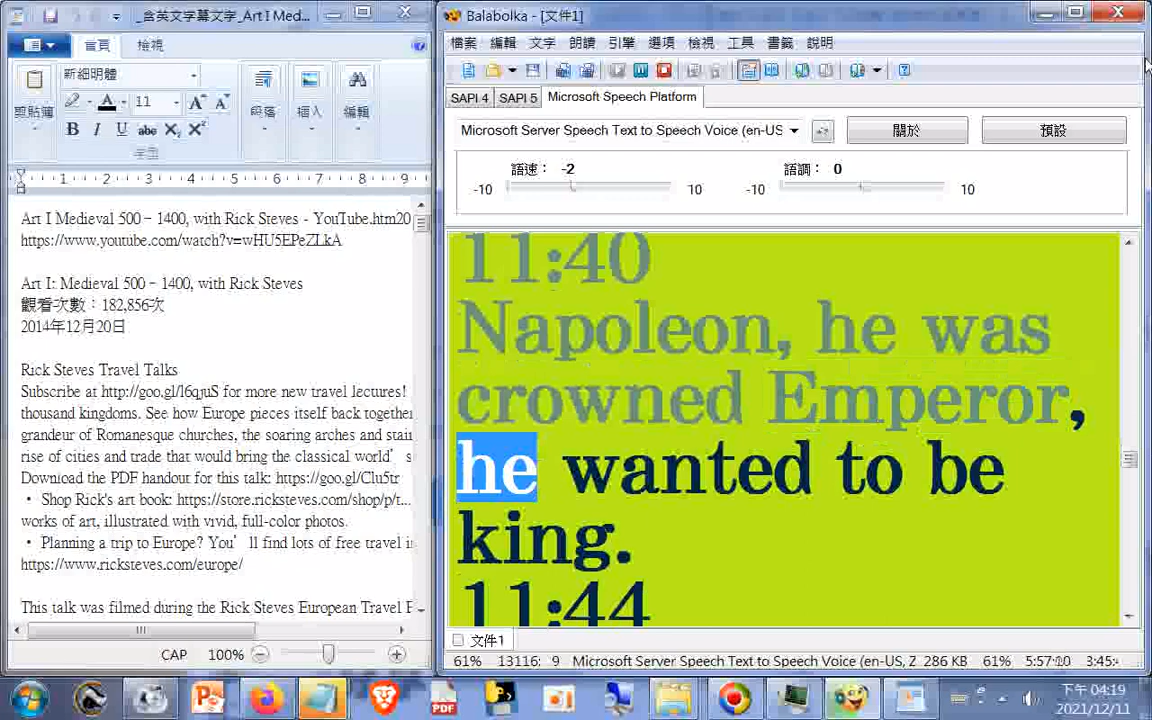 _含英文字幕文字_Art I Med...
首頁
檢視
剪貼簿
新細明體
11
B I U abc X₂ X²
字型
段落
插入
編輯
1 2 3 4 5 6 7 8 9
Art I Medieval 500–1400, with Rick Steves - YouTube.htm20
https://www.youtube.com/watch?v=wHU5EPeZLkA
Art I: Medieval 500–1400, with Rick Steves
觀看次數：182,856次
2014年12月20日
Rick Steves Travel Talks
Subscribe at http://goo.gl/l6qjuS for more new travel lectures!
thousand kingdoms. See how Europe pieces itself back together
grandeur of Romanesque churches, the soaring arches and stai
rise of cities and trade that would bring the classical world's
Download the PDF handout for this talk: https://goo.gl/Clu5tr
• Shop Rick's art book: https://store.ricksteves.com/shop/p/t...
works of art, illustrated with vivid, full-color photos.
• Planning a trip to Europe? You'll find lots of free travel i
https://www.ricksteves.com/europe/
This talk was filmed during the Rick Steves European Travel F
CAP 100%
Balabolka - [文件1]
檔案 編輯 文字 朗讀 引擎 選項 檢視 工具 書籤 說明
SAPI 4 SAPI 5 Microsoft Speech Platform
Microsoft Server Speech Text to Speech Voice (en-US
關於
預設
語速： -2
語調： 0
-10 10 -10 10
11:40
Napoleon, he was
crowned Emperor,
he wanted to be
king.
11:44
文件1
61% 13116: 9 Microsoft Server Speech Text to Speech Voice (en-US, Z 286 KB 61% 3:45
PDF
下午 04:19
2021/12/11